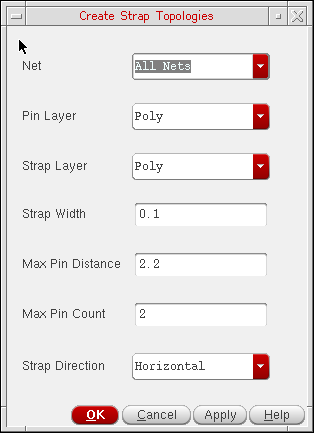 Create Strap Topologies
Net All Nets
Pin Layer Poly
Strap Layer Poly
Strap Width 0.1
Max Pin Distance 2.2
Max Pin Count 2
Strap Direction Horizontal
OK Cancel Apply Help